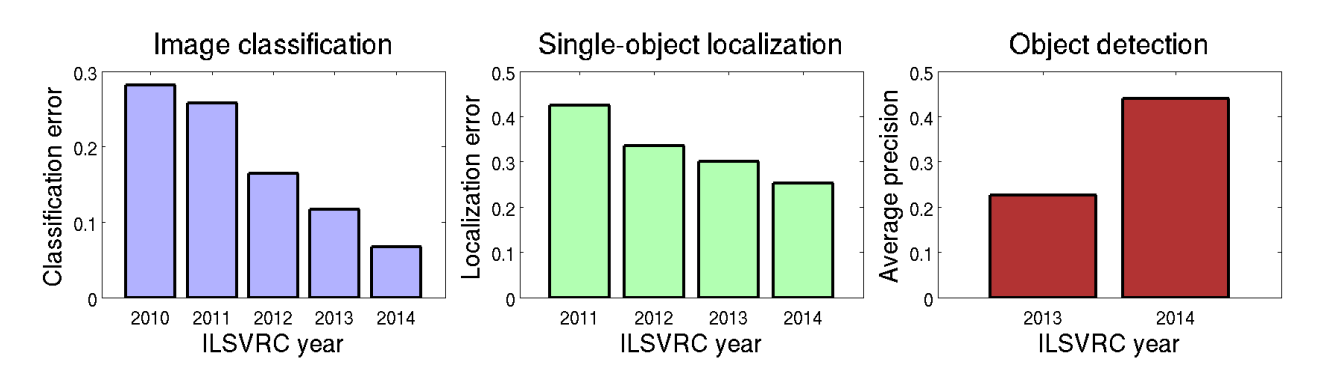 Image classification
Classification error
0.3
0.2
0.1
0
2010 2011 2012 2013 2014
ILSVRC year
Single-object localization
Localization error
0.5
0.4
0.3
0.2
0.1
0
2011 2012 2013 2014
ILSVRC year
Object detection
Average precision
0.5
0.4
0.3
0.2
0.1
0
2013 2014
ILSVRC year